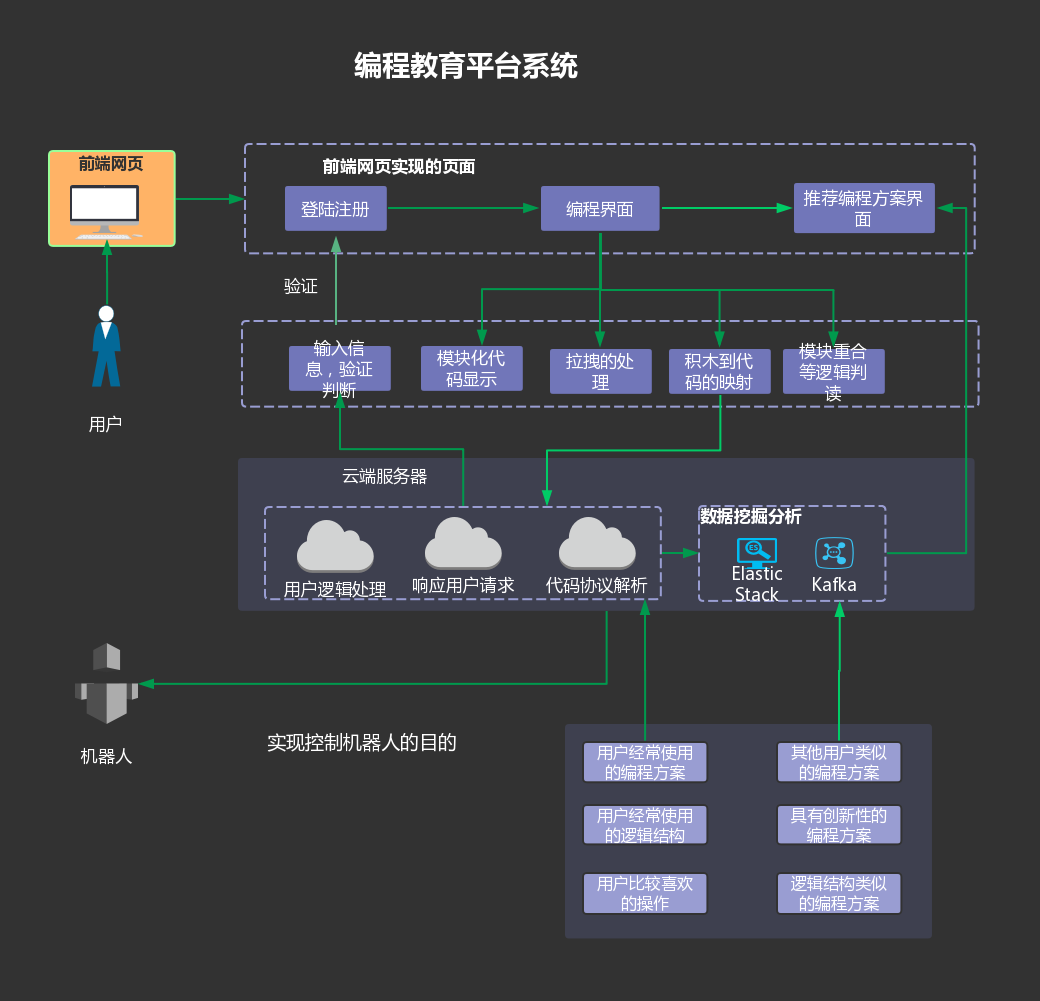 编程教育平台系统
前端网页
前端网页实现的页面
登陆注册
编程界面
推荐编程方案界
面
验证
输入信
息，验证
判断
模块化代
码显示
拉拽的处
理
积木到代
码的映射
模块重合
等逻辑判
读
用户
云端服务器
用户逻辑处理
响应用户请求
代码协议解析
数据挖掘分析
ES
Elastic
Stack
Kafka
机器人
实现控制机器人的目的
用户经常使用
的编程方案
其他用户类似
的编程方案
用户经常使用
的逻辑结构
具有创新性的
编程方案
用户比较喜欢
的操作
逻辑结构类似
的编程方案